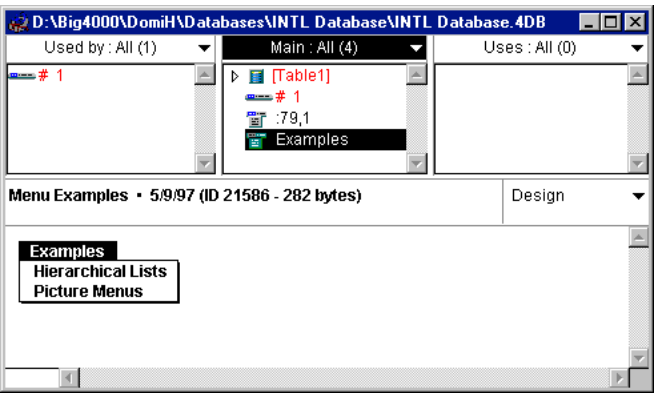 D:\Big4000\DomiH\Databases\INTL Database\INTL Database.4DB
Used by : All (1)
Main : All (4)
Uses : All (0)
# 1
[Table1]
# 1
:79,1
Examples
Menu Examples • 5/9/97 (ID 21586 - 282 bytes)
Design
Examples
Hierarchical Lists
Picture Menus